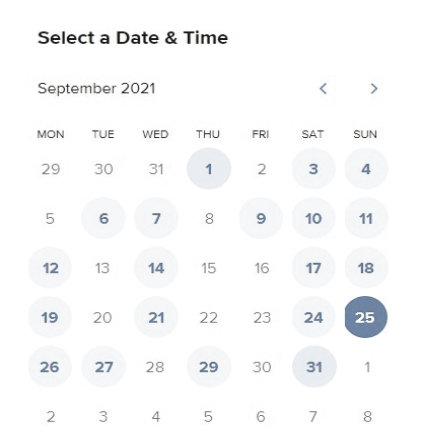 Select a Date & Time
September 2021
MON TUE WED THU FRI SAT SUN
29 30 31 1 2 3 4
5 6 7 8 9 10 11
12 13 14 15 16 17 18
19 20 21 22 23 24 25
26 27 28 29 30 31 1
2 3 4 5 6 7 8